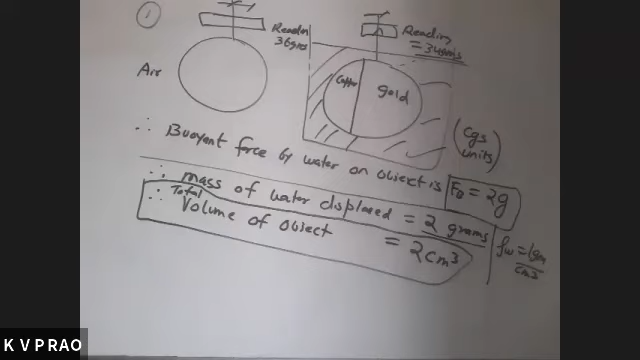 ①
Reading
36gms
Reading
= 34gms
Air
Copper
gold
(cgs
units)
∴ Buoyant force by water on object is F_B = 2g
∴ mass of water displaced = 2 grams
∴ Total Volume of object = 2cm³
ρw = 1gm/cm³
K V P RAO